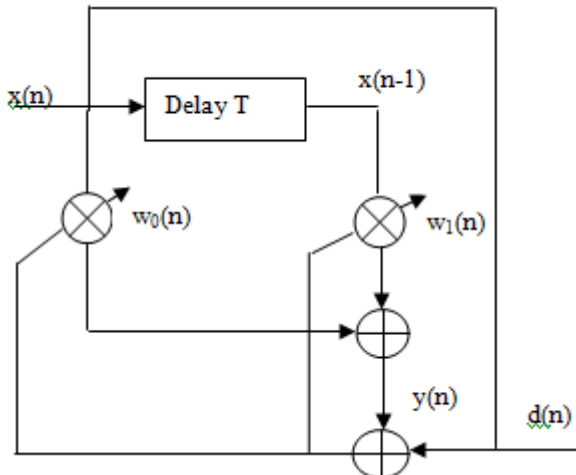 x(n)
Delay T
x(n-1)
w₀(n)
w₁(n)
y(n)
d(n)